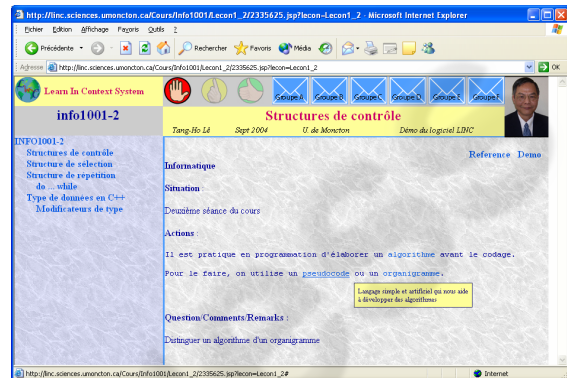 http://linc.sciences.umoncton.ca/Cours/Info1001/Lecon1_2/2335625.jsp?lecon=Lecon1_2 - Microsoft Internet Explorer
Fichier Edition Affichage Favoris Outils ?
Précédente Rechercher Favoris Média
Adresse http://linc.sciences.umoncton.ca/Cours/Info1001/Lecon1_2/2335625.jsp?lecon=Lecon1_2 OK
Learn In Context System
Groupe A Groupe B Groupe C Groupe D Groupe E Groupe F
info1001-2
Structures de contrôle
Tang-Ho Lê Sept 2004 U. de Moncton Démo du logiciel LINC
INFO1001-2
Structures de contrôle
Structure de sélection
Structure de répetition
do ... while
Type de données en C++
Modificateurs de type
Reference Demo
Informatique
Situation :
Deuxième séance du cours
Actions :
Il est pratique en programmation d'élaborer un algorithme avant le codage.
Pour le faire, on utilise un pseudocode ou un organigramme.
Langage simple et artificiel qui nous aide
à développer des algorithmes
Question/Comments/Remarks :
Distinguer un algorithme d'un organigramme
http://linc.sciences.umoncton.ca/Cours/Info1001/Lecon1_2/2335625.jsp?lecon=Lecon1_2# Internet